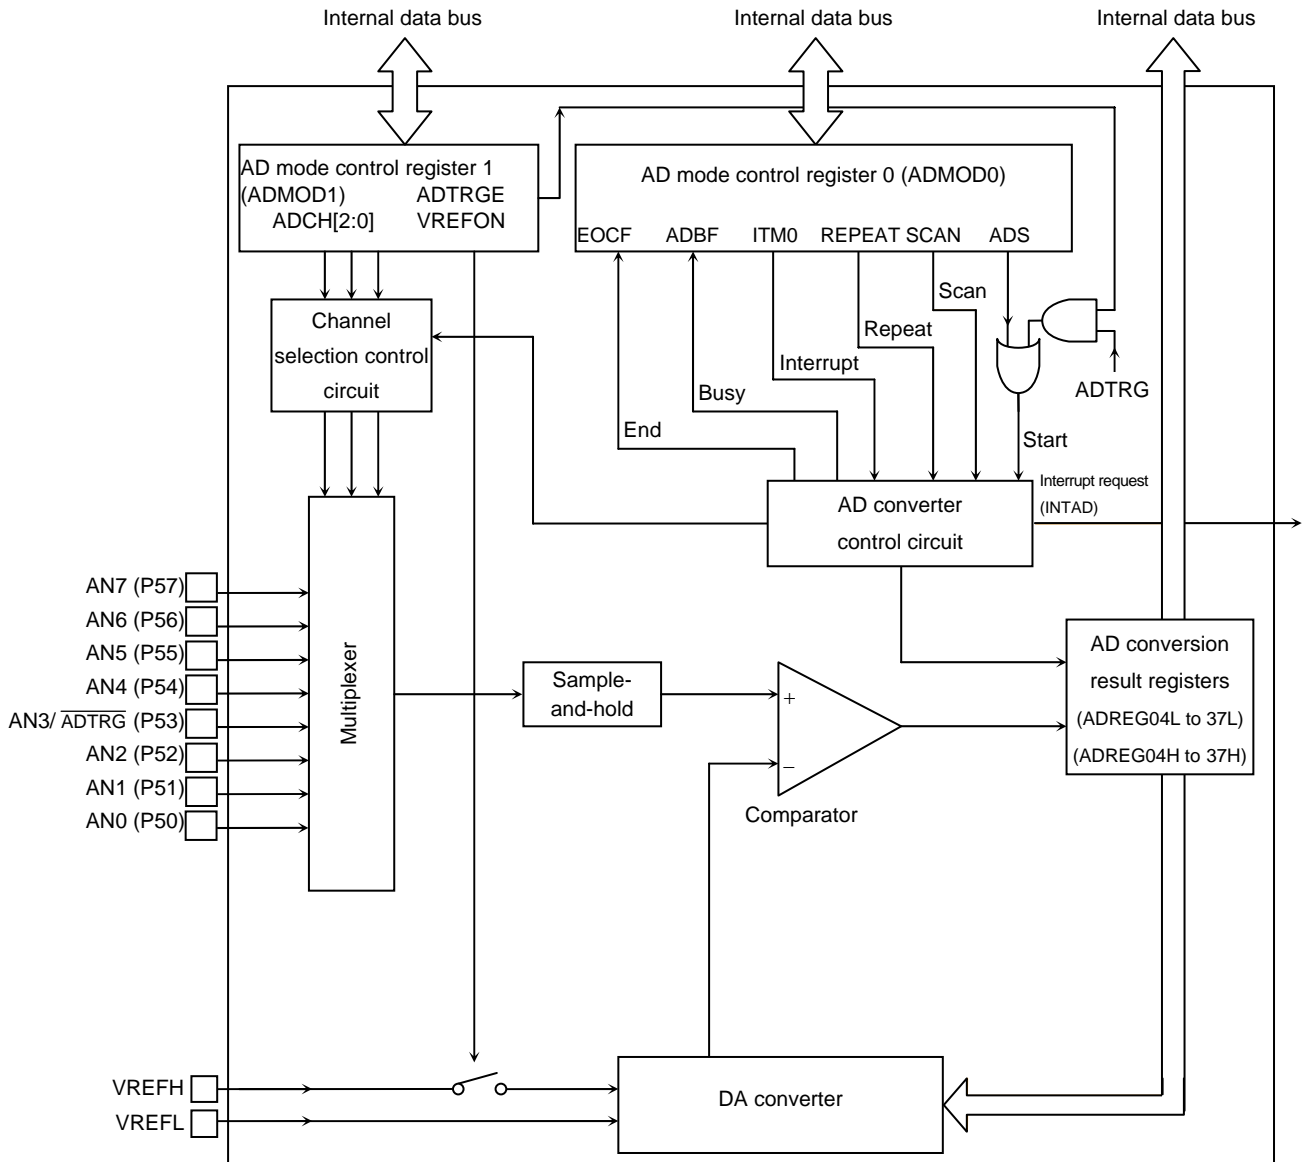 Internal data bus
Internal data bus
Internal data bus
AD mode control register 1
(ADMOD1) ADTRGE
ADCH[2:0] VREFON
AD mode control register 0 (ADMOD0)
EOCF ADBF ITM0 REPEAT SCAN ADS
Channel
selection control
circuit
Scan
Repeat
Interrupt
Busy
End
ADTRG
Start
AD converter
control circuit
Interrupt request
(INTAD)
AN7 (P57)
AN6 (P56)
AN5 (P55)
AN4 (P54)
AN3/ ADTRG (P53)
AN2 (P52)
AN1 (P51)
AN0 (P50)
Multiplexer
Sample-
and-hold
+
−
Comparator
AD conversion
result registers
(ADREG04L to 37L)
(ADREG04H to 37H)
VREFH
VREFL
DA converter